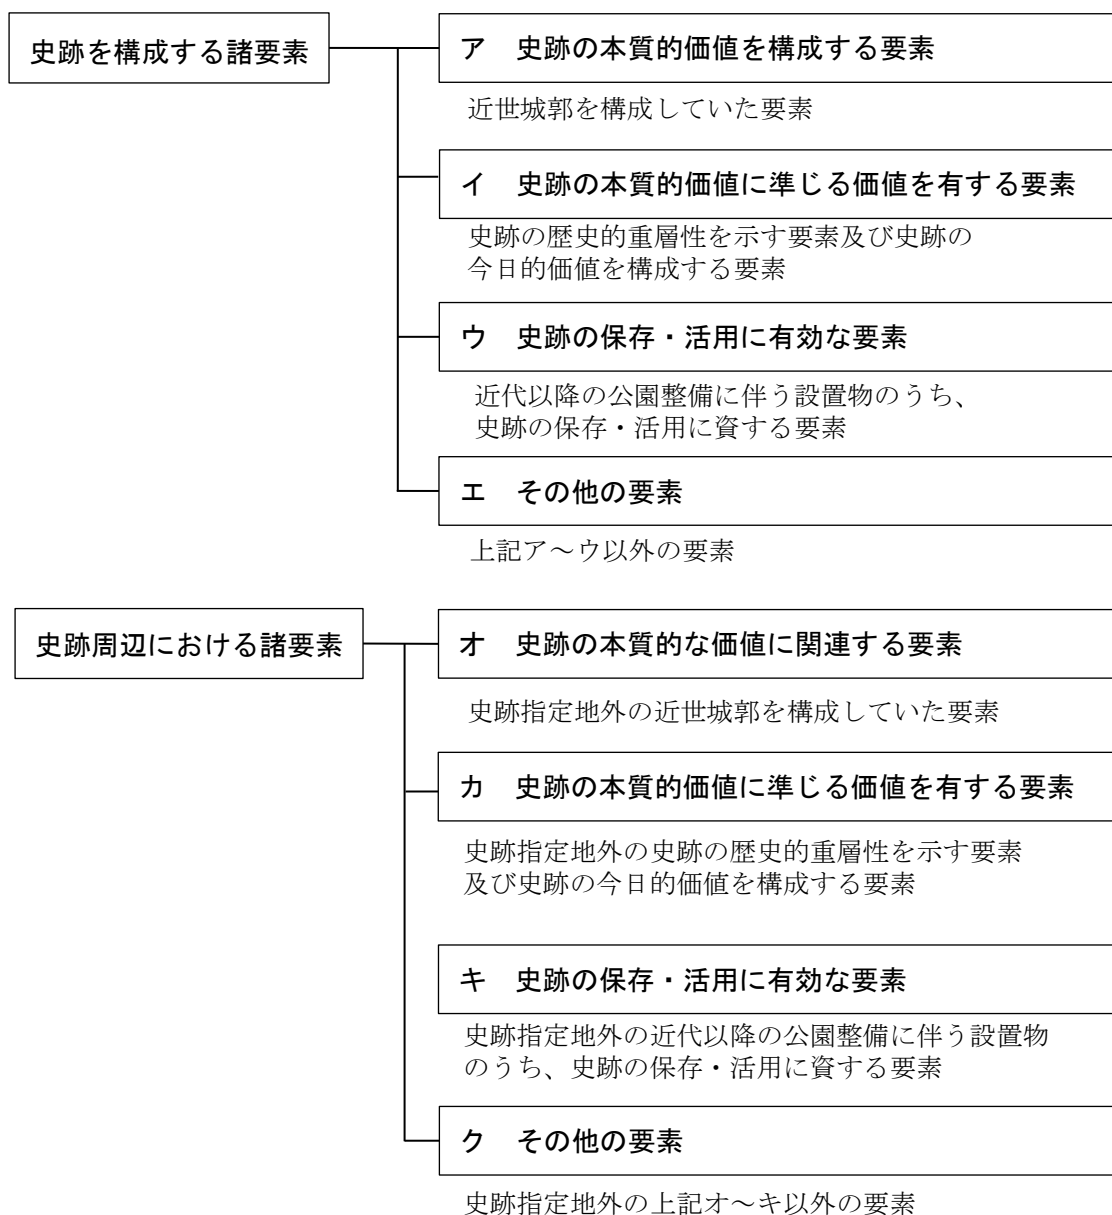 史跡を構成する諸要素
ア　史跡の本質的価値を構成する要素
近世城郭を構成していた要素
イ　史跡の本質的価値に準じる価値を有する要素
史跡の歴史的重層性を示す要素及び史跡の
今日的価値を構成する要素
ウ　史跡の保存・活用に有効な要素
近代以降の公園整備に伴う設置物のうち、
史跡の保存・活用に資する要素
エ　その他の要素
上記ア～ウ以外の要素
史跡周辺における諸要素
オ　史跡の本質的な価値に関連する要素
史跡指定地外の近世城郭を構成していた要素
カ　史跡の本質的価値に準じる価値を有する要素
史跡指定地外の史跡の歴史的重層性を示す要素
及び史跡の今日的価値を構成する要素
キ　史跡の保存・活用に有効な要素
史跡指定地外の近代以降の公園整備に伴う設置物
のうち、史跡の保存・活用に資する要素
ク　その他の要素
史跡指定地外の上記オ～キ以外の要素